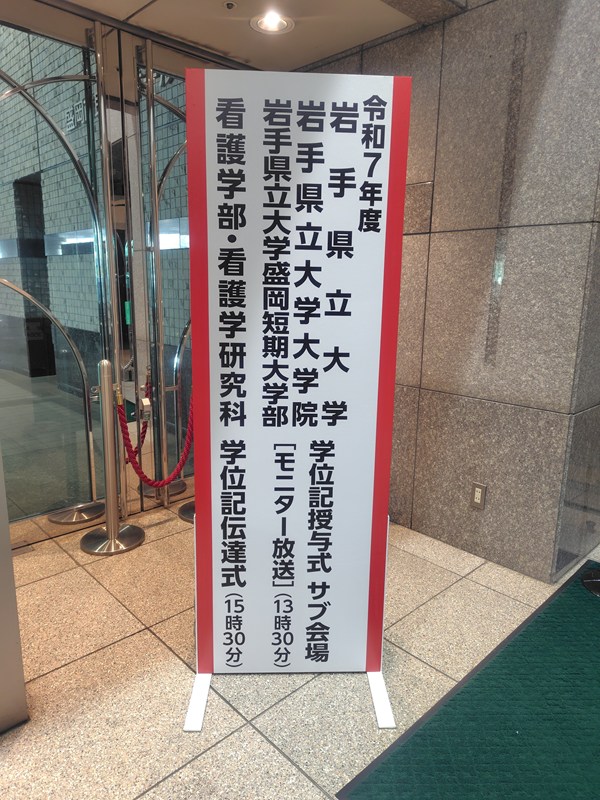 令和7年度
岩手県立大学
岩手県立大学大学院
岩手県立大学盛岡短期大学部
学位記授与式 サブ会場
［モニター放送］（13時30分）
看護学部・看護学研究科 学位記伝達式（15時30分）